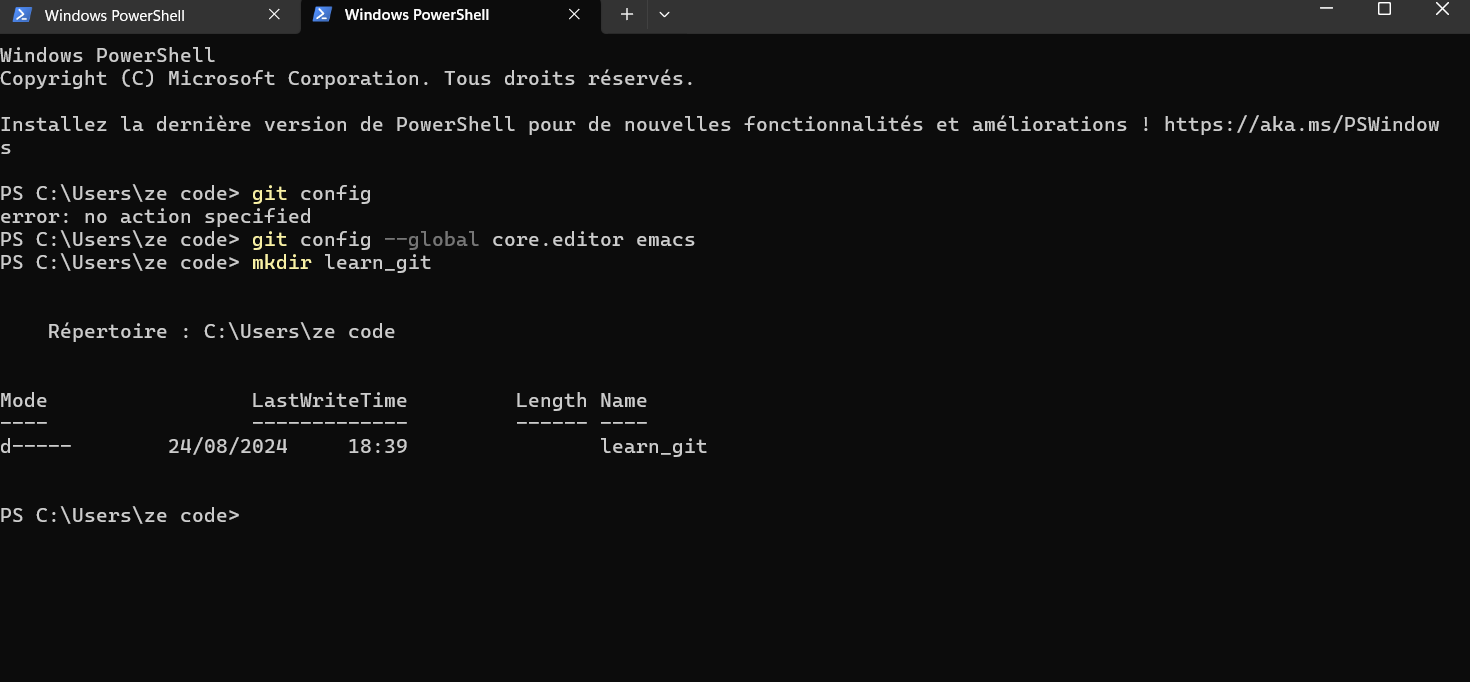 Windows PowerShell
Windows PowerShell
Windows PowerShell
Copyright (C) Microsoft Corporation. Tous droits réservés.
Installez la dernière version de PowerShell pour de nouvelles fonctionnalités et améliorations ! https://aka.ms/PSWindow
s
PS C:\Users\ze code> git config
error: no action specified
PS C:\Users\ze code> git config --global core.editor emacs
PS C:\Users\ze code> mkdir learn_git
    Répertoire : C:\Users\ze code
Mode                 LastWriteTime         Length Name
----                 -------------         ------ ----
d-----        24/08/2024     18:39                learn_git
PS C:\Users\ze code>